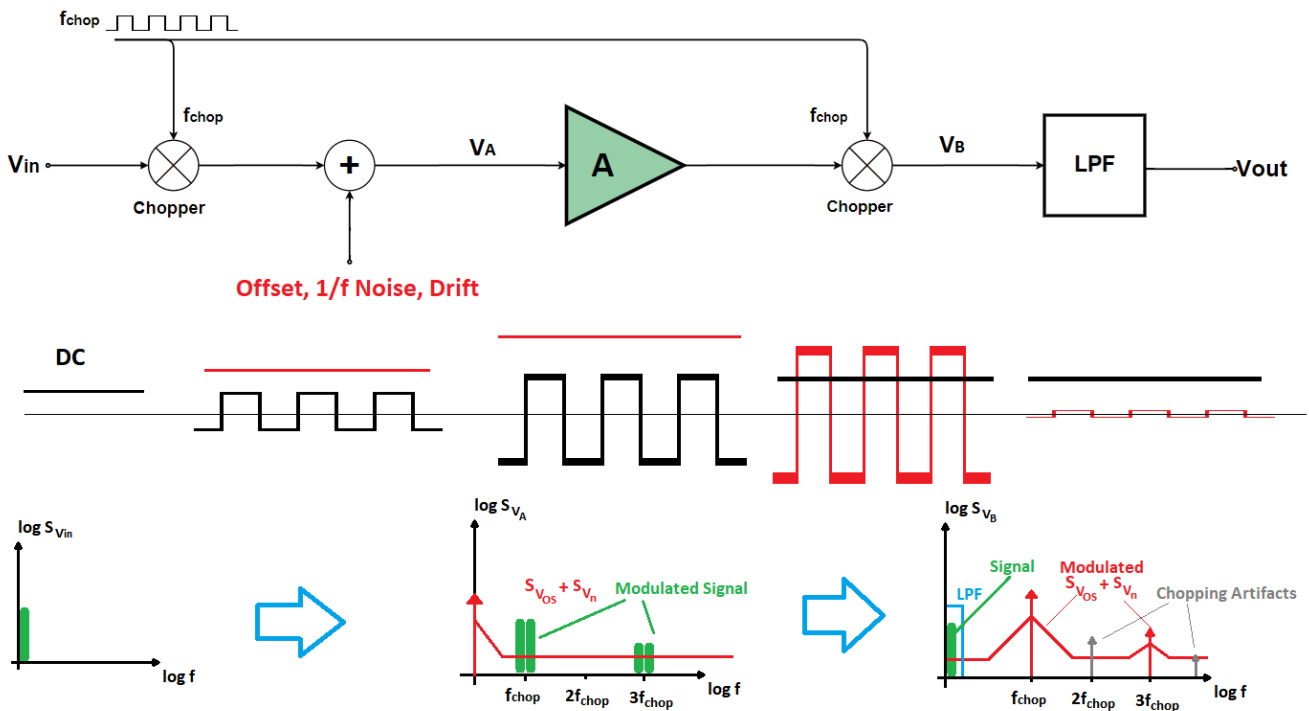 fchop
fchop
fchop
Vin
Chopper
+
VA
A
Chopper
VB
LPF
Vout
Offset, 1/f Noise, Drift
DC
log SVin
log f
log SVA
SVOS + SVn
Modulated Signal
fchop
2fchop
3fchop
log f
log SVB
Signal
Modulated
SVOS + SVn
LPF
Chopping Artifacts
fchop
2fchop
3fchop
log f